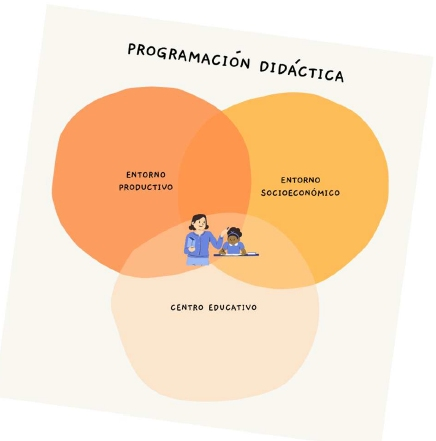 PROGRAMACIÓN DIDÁCTICA
ENTORNO
PRODUCTIVO
ENTORNO
SOCIOECONÓMICO
CENTRO EDUCATIVO